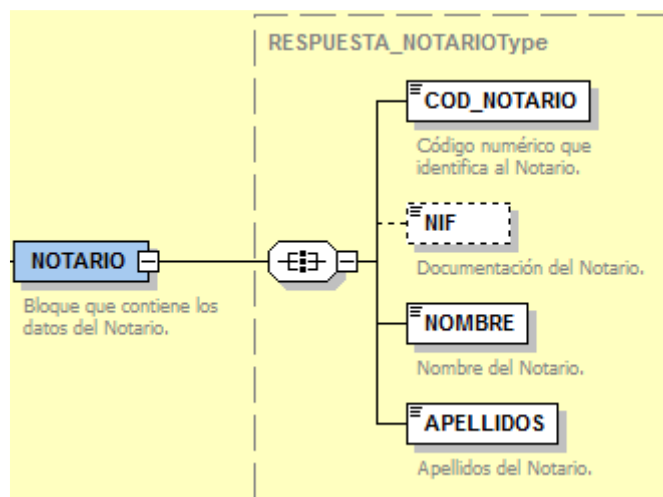 RESPUESTA_NOTARIOType
COD_NOTARIO
Código numérico que
identifica al Notario.
NIF
Documentación del Notario.
NOTARIO
Bloque que contiene los
datos del Notario.
NOMBRE
Nombre del Notario.
APELLIDOS
Apellidos del Notario.